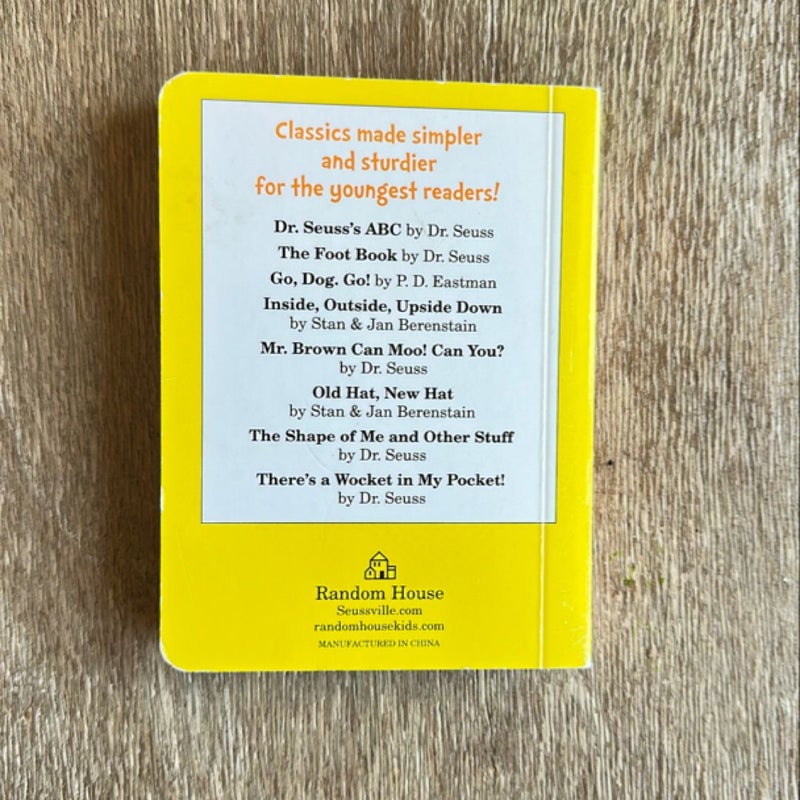 Classics made simpler
and sturdier
for the youngest readers!
Dr. Seuss's ABC by Dr. Seuss
The Foot Book by Dr. Seuss
Go, Dog. Go! by P. D. Eastman
Inside, Outside, Upside Down
by Stan & Jan Berenstain
Mr. Brown Can Moo! Can You?
by Dr. Seuss
Old Hat, New Hat
by Stan & Jan Berenstain
The Shape of Me and Other Stuff
by Dr. Seuss
There's a Wocket in My Pocket!
by Dr. Seuss
Random House
Seussville.com
randomhousekids.com
MANUFACTURED IN CHINA